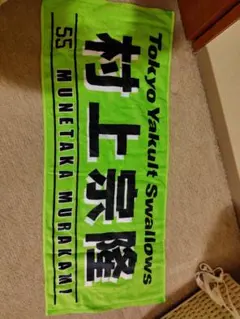 Tokyo Yakult Swallows
村上宗隆
55 MUNETAKA MURAKAMI